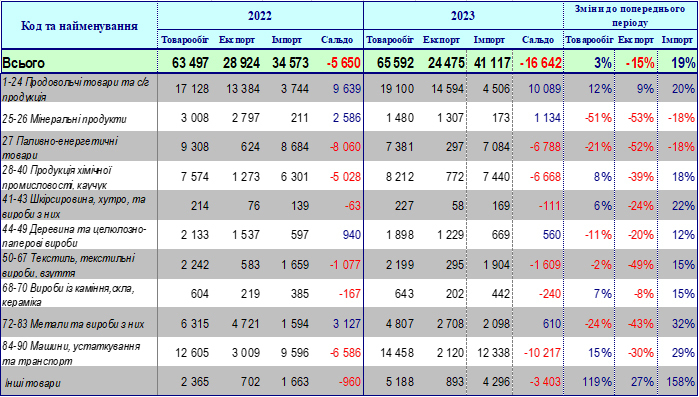 Код та найменування 2022 2023 Зміни до попереднього періоду
Товарообіг Експорт Імпорт Сальдо Товарообіг Експорт Імпорт Сальдо Товарообіг Експорт Імпорт
Всього 63 497 28 924 34 573 -5 650 65 592 24 475 41 117 -16 642 3% -15% 19%
1-24 Продовольчі товари та с/г
продукція 17 128 13 384 3 744 9 639 19 100 14 594 4 506 10 089 12% 9% 20%
25-26 Мінеральні продукти 3 008 2 797 211 2 586 1 480 1 307 173 1 134 -51% -53% -18%
27 Паливно-енергетичні
товари 9 308 624 8 684 -8 060 7 381 297 7 084 -6 788 -21% -52% -18%
28-40 Продукція хімічної
промисловості, каучук 7 574 1 273 6 301 -5 028 8 212 772 7 440 -6 668 8% -39% 18%
41-43 Шкірсировина, хутро, та
вироби з них 214 76 139 -63 227 58 169 -111 6% -24% 22%
44-49 Деревина та целюлозно-
паперові вироби 2 133 1 537 597 940 1 898 1 229 669 560 -11% -20% 12%
50-67 Текстиль, текстильні
вироби, взуття 2 242 583 1 659 -1 077 2 199 295 1 904 -1 609 -2% -49% 15%
68-70 Вироби із каміння,скла,
кераміка 604 219 385 -167 643 202 442 -240 7% -8% 15%
72-83 Метали та вироби з них 6 315 4 721 1 594 3 127 4 807 2 708 2 098 610 -24% -43% 32%
84-90 Машини, устаткування
та транспорт 12 605 3 009 9 596 -6 586 14 458 2 120 12 338 -10 217 15% -30% 29%
Інші товари 2 365 702 1 663 -960 5 188 893 4 296 -3 403 119% 27% 158%